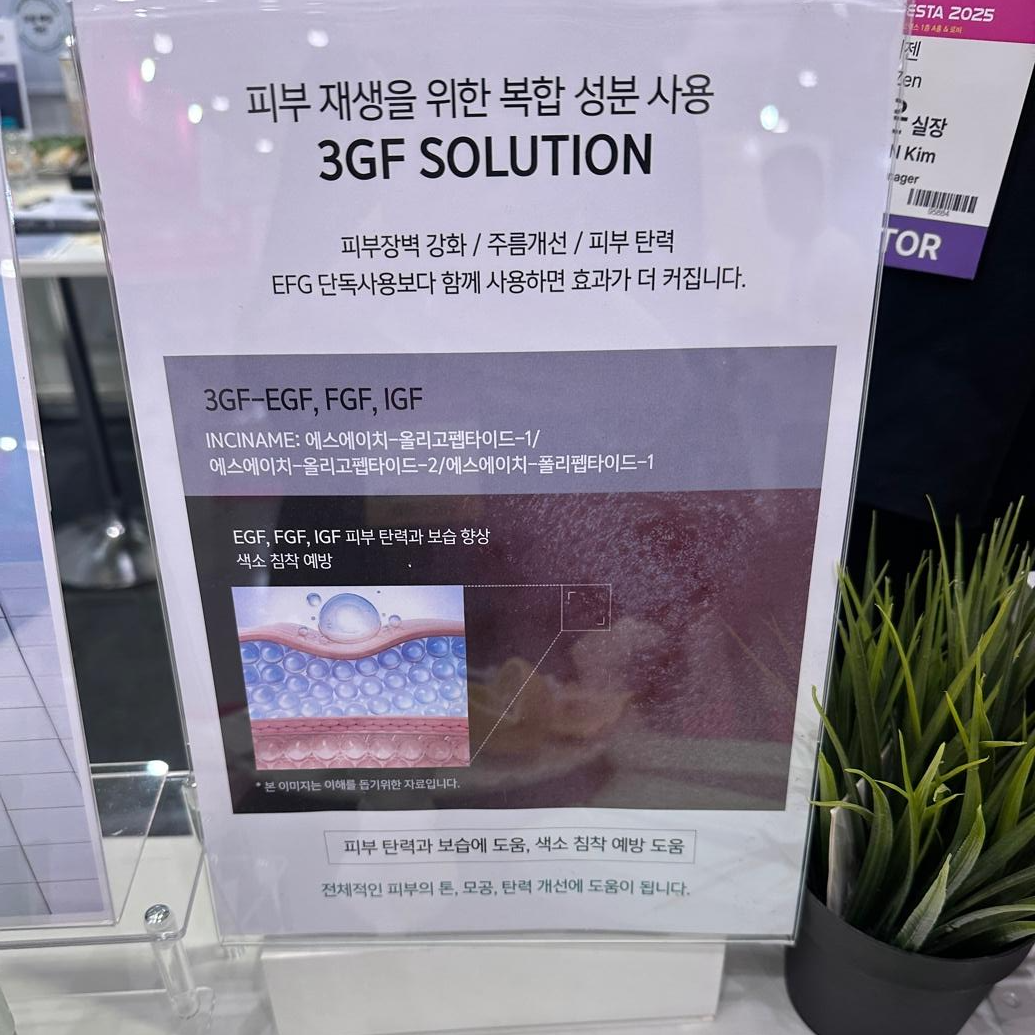 피부 재생을 위한 복합 성분 사용
3GF SOLUTION
피부장벽 강화 / 주름개선 / 피부 탄력
EFG 단독사용보다 함께 사용하면 효과가 더 커집니다.
3GF-EGF, FGF, IGF
INCINAME: 에스에이치-올리고펩타이드-1/
에스에이치-올리고펩타이드-2/에스에이치-폴리펩타이드-1
EGF, FGF, IGF 피부 탄력과 보습 향상
색소 침착 예방
* 본 이미지는 이해를 돕기위한 자료입니다.
피부 탄력과 보습에 도움, 색소 침착 예방 도움
전체적인 피부의 톤, 모공, 탄력 개선에 도움이 됩니다.
ESTA 2025
실장
Kim
95884
TOR